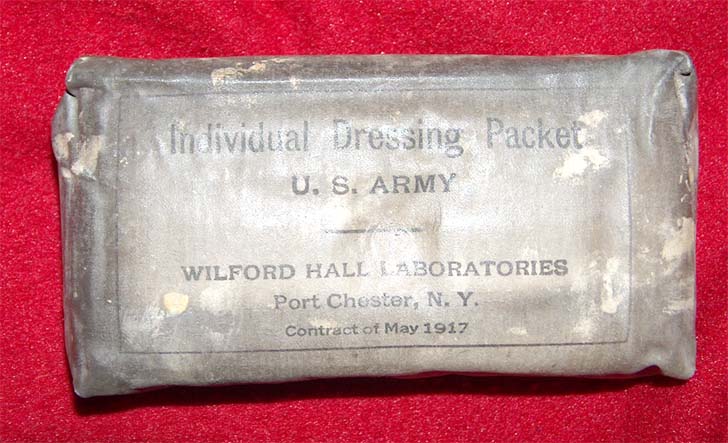 Individual Dressing Packet
U. S. ARMY
WILFORD HALL LABORATORIES
Port Chester, N. Y.
Contract of May 1917